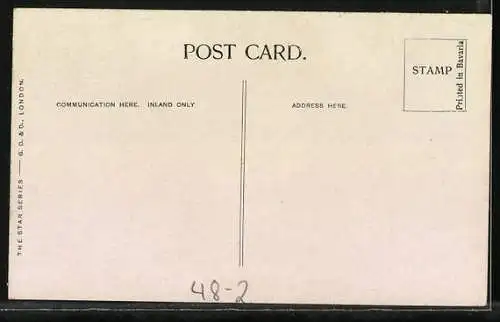 POST CARD.
STAMP
Printed in Bavaria
COMMUNICATION HERE. INLAND ONLY.
ADDRESS HERE.
THE STAR SERIES — G. D. & D., LONDON.
48-2